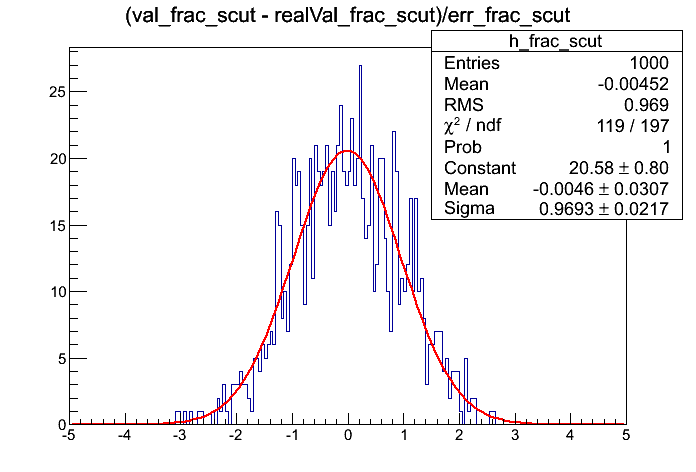 (val_frac_scut - realVal_frac_scut)/err_frac_scut
h_frac_scut
Entries 1000
Mean -0.00452
RMS 0.969
χ² / ndf 119 / 197
Prob 1
Constant 20.58 ± 0.80
Mean -0.0046 ± 0.0307
Sigma 0.9693 ± 0.0217
25
20
15
10
5
0
-5 -4 -3 -2 -1 0 1 2 3 4 5